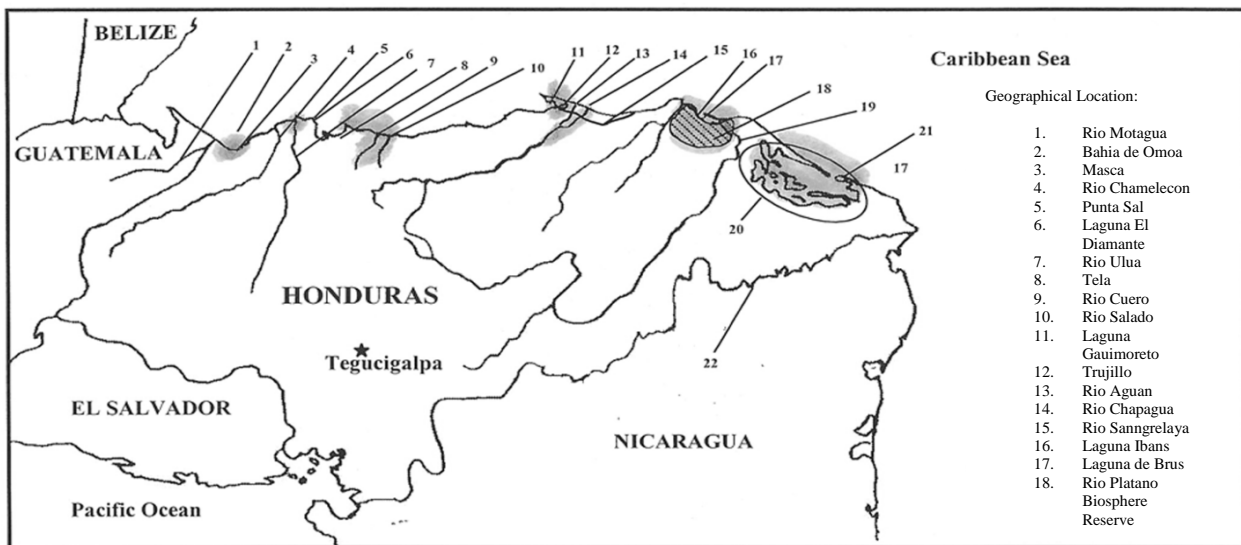 BELIZE
1
2
3
4
5
6
7
8
9
10
11
12
13
14
15
16
17
18
19
21
17
20
22
GUATEMALA
HONDURAS
Tegucigalpa
EL SALVADOR
NICARAGUA
Pacific Ocean
Caribbean Sea
Geographical Location:
1. Rio Motagua
2. Bahia de Omoa
3. Masca
4. Rio Chamelecon
5. Punta Sal
6. Laguna El
Diamante
7. Rio Ulua
8. Tela
9. Rio Cuero
10. Rio Salado
11. Laguna
Gauimoreto
12. Trujillo
13. Rio Aguan
14. Rio Chapagua
15. Rio Sanngrelaya
16. Laguna Ibans
17. Laguna de Brus
18. Rio Platano
Biosphere
Reserve